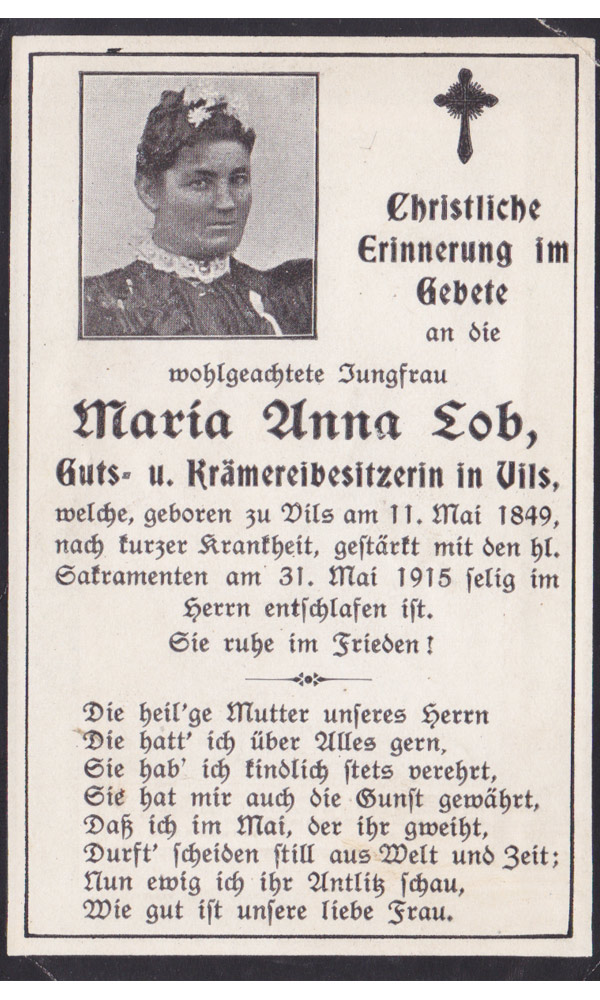 Christliche
Erinnerung im
Gebete
an die
wohlgeachtete Jungfrau
Maria Anna Lob,
Guts- u. Krämereibesitzerin in Vils,
welche, geboren zu Vils am 11. Mai 1849,
nach kurzer Krankheit, gestärkt mit den hl.
Sakramenten am 31. Mai 1915 selig im
Herrn entschlafen ist.
Sie ruhe im Frieden!
Die heil'ge Mutter unseres Herrn
Die hatt' ich über Alles gern,
Sie hab' ich kindlich stets verehrt,
Sie hat mir auch die Gunst gewährt,
Daß ich im Mai, der ihr gweiht,
Durft' scheiden still aus Welt und Zeit;
Nun ewig ich ihr Antlitz schau,
Wie gut ist unsere liebe Frau.